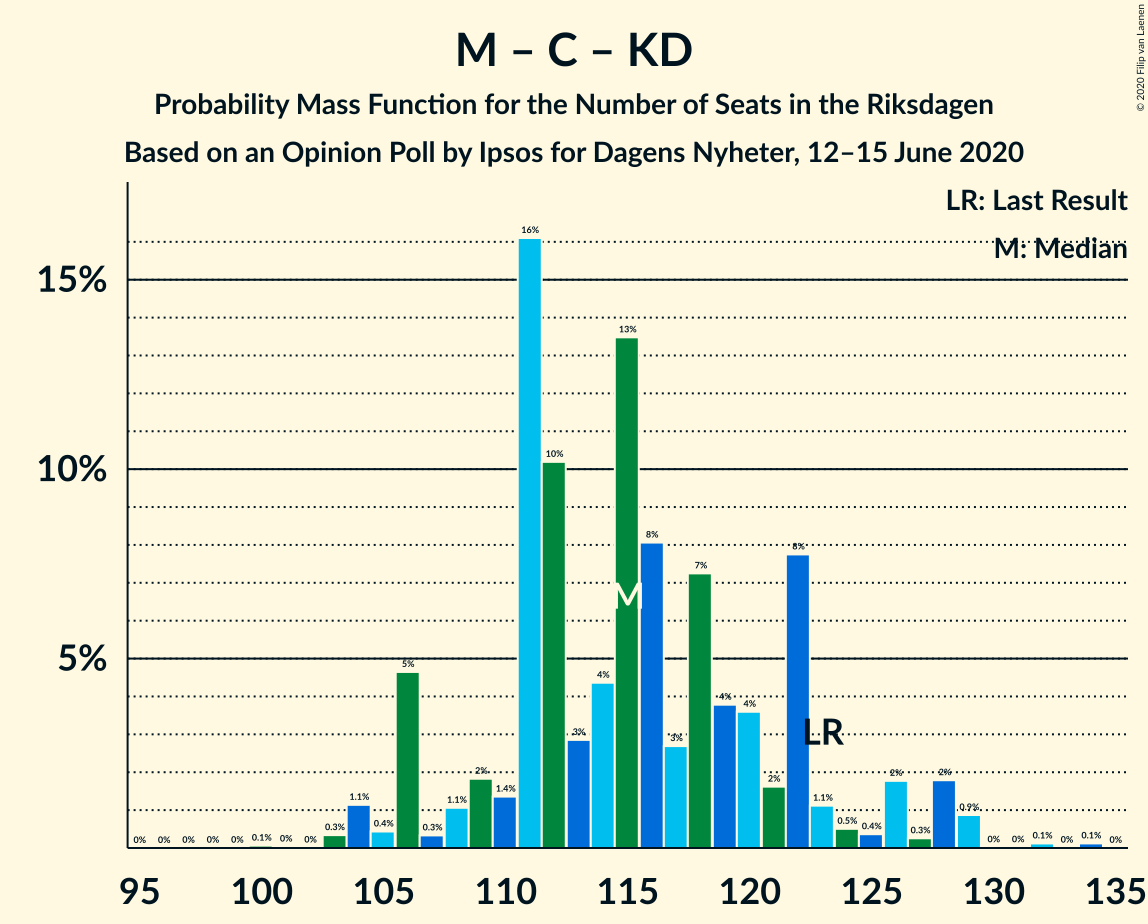 M – C – KD
Probability Mass Function for the Number of Seats in the Riksdagen
Based on an Opinion Poll by Ipsos for Dagens Nyheter, 12–15 June 2020
© 2020 Filip van Laenen
LR: Last Result
M: Median
15%
10%
5%
0% 0% 0% 0% 0% 0.1% 0% 0% 0.3% 1.1% 0.4% 5% 0.3% 1.1% 2% 1.4% 16% 10% 3% 4% 13% 8% 3% 7% 4% 4% 2% 8% 1.1% 0.5% 0.4% 2% 0.3% 2% 0.9% 0% 0% 0.1% 0% 0.1% 0%
M
LR
95 100 105 110 115 120 125 130 135